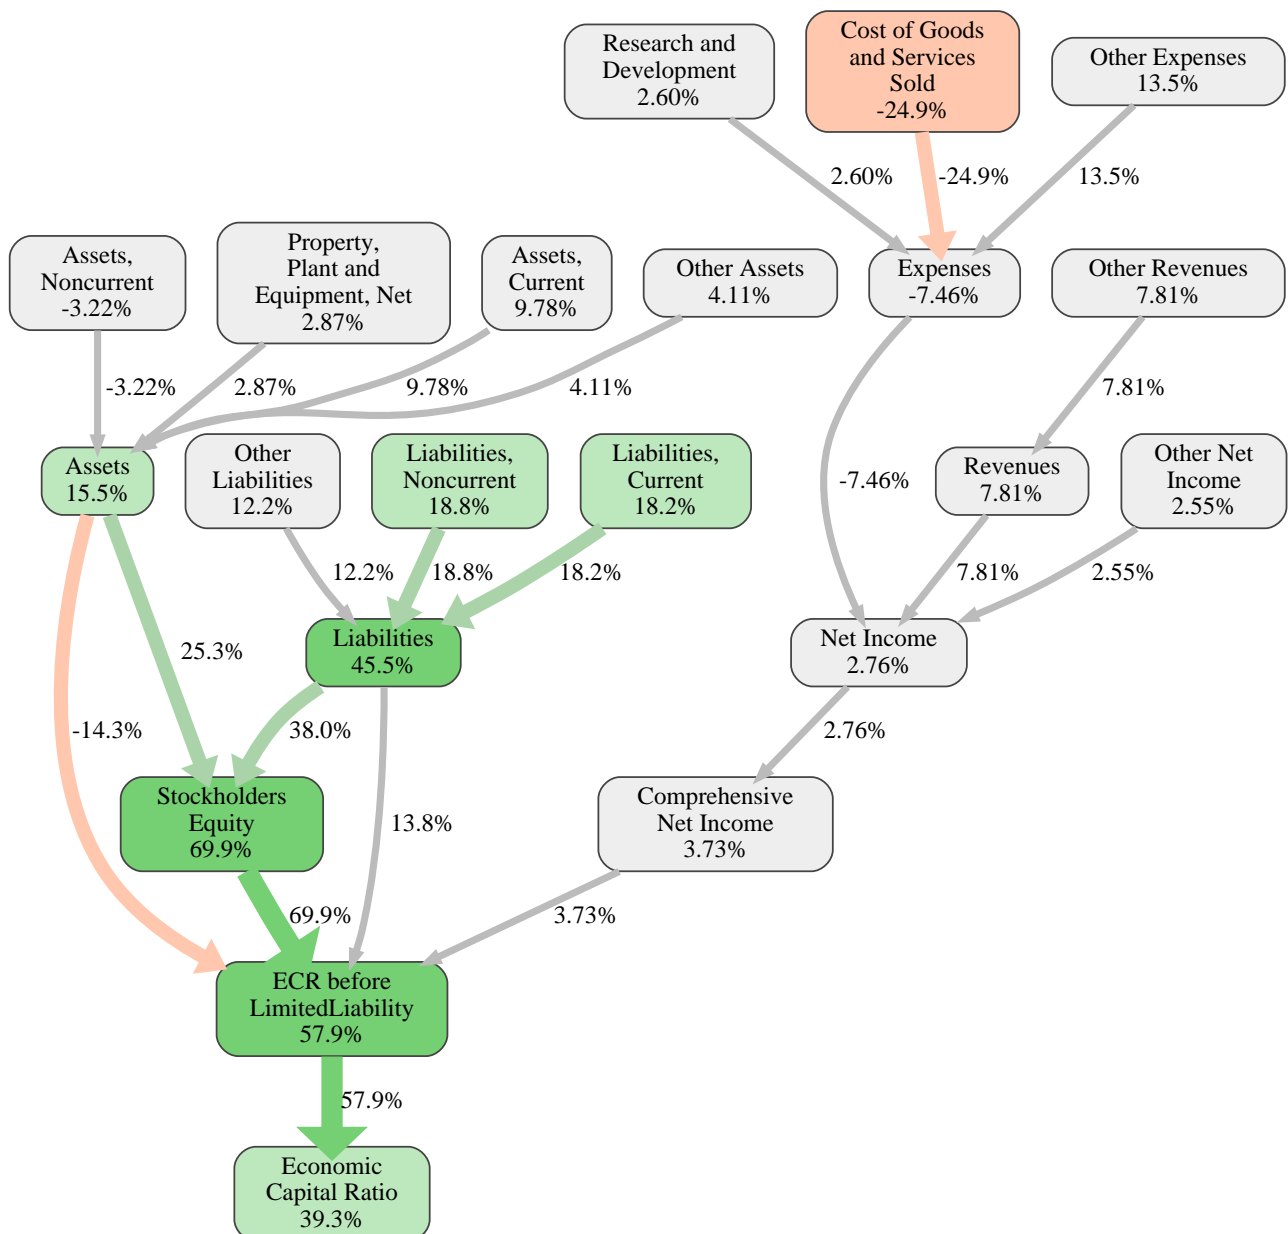 Research and
Development
2.60%
Cost of Goods
and Services
Sold
-24.9%
Other Expenses
13.5%
2.60%
-24.9%
13.5%
Assets,
Noncurrent
-3.22%
Property,
Plant and
Equipment, Net
2.87%
Assets,
Current
9.78%
Other Assets
4.11%
Expenses
-7.46%
Other Revenues
7.81%
-3.22%
2.87%
9.78%
4.11%
7.81%
Assets
15.5%
Other
Liabilities
12.2%
Liabilities,
Noncurrent
18.8%
Liabilities,
Current
18.2%
-7.46%
Revenues
7.81%
Other Net
Income
2.55%
12.2%
18.8%
18.2%
7.81%
2.55%
25.3%
Liabilities
45.5%
Net Income
2.76%
-14.3%
38.0%
2.76%
Stockholders
Equity
69.9%
13.8%
Comprehensive
Net Income
3.73%
69.9%
3.73%
ECR before
LimitedLiability
57.9%
57.9%
Economic
Capital Ratio
39.3%